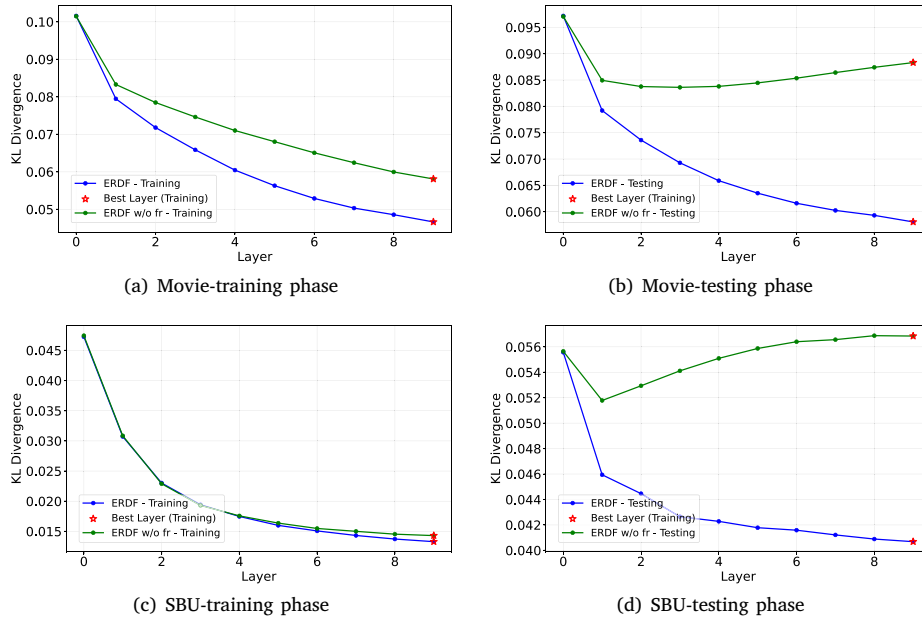 0.10
0.09
0.08
0.07
0.06
0.05
KL Divergence
ERDF - Training
Best Layer (Training)
ERDF w/o fr - Training
0 2 4 6 8
Layer
(a) Movie-training phase
0.095
0.090
0.085
0.080
0.075
0.070
0.065
0.060
KL Divergence
ERDF - Testing
Best Layer (Training)
ERDF w/o fr - Testing
0 2 4 6 8
Layer
(b) Movie-testing phase
0.045
0.040
0.035
0.030
0.025
0.020
0.015
KL Divergence
ERDF - Training
Best Layer (Training)
ERDF w/o fr - Training
0 2 4 6 8
Layer
(c) SBU-training phase
0.056
0.054
0.052
0.050
0.048
0.046
0.044
0.042
0.040
KL Divergence
ERDF - Testing
Best Layer (Training)
ERDF w/o fr - Testing
0 2 4 6 8
Layer
(d) SBU-testing phase